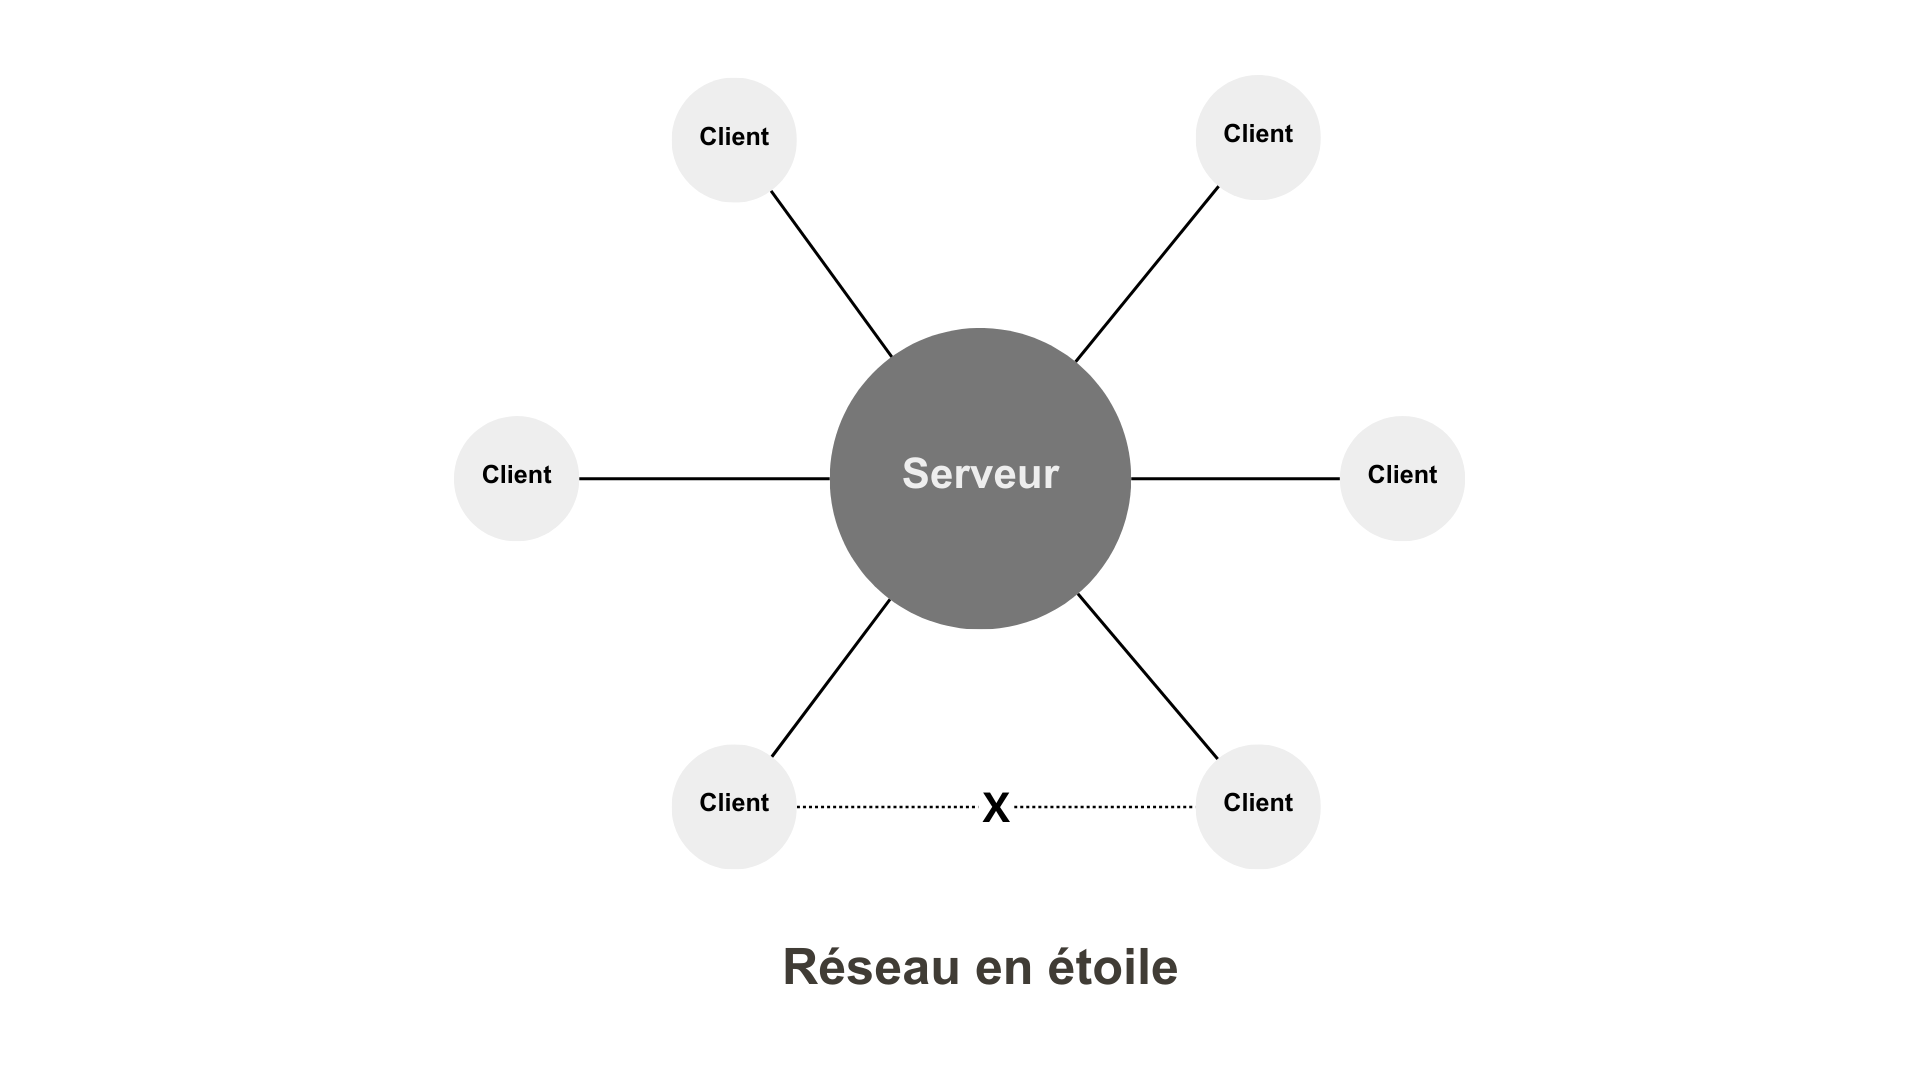 Client
Client
Client
Serveur
Client
Client
X
Client
Réseau en étoile